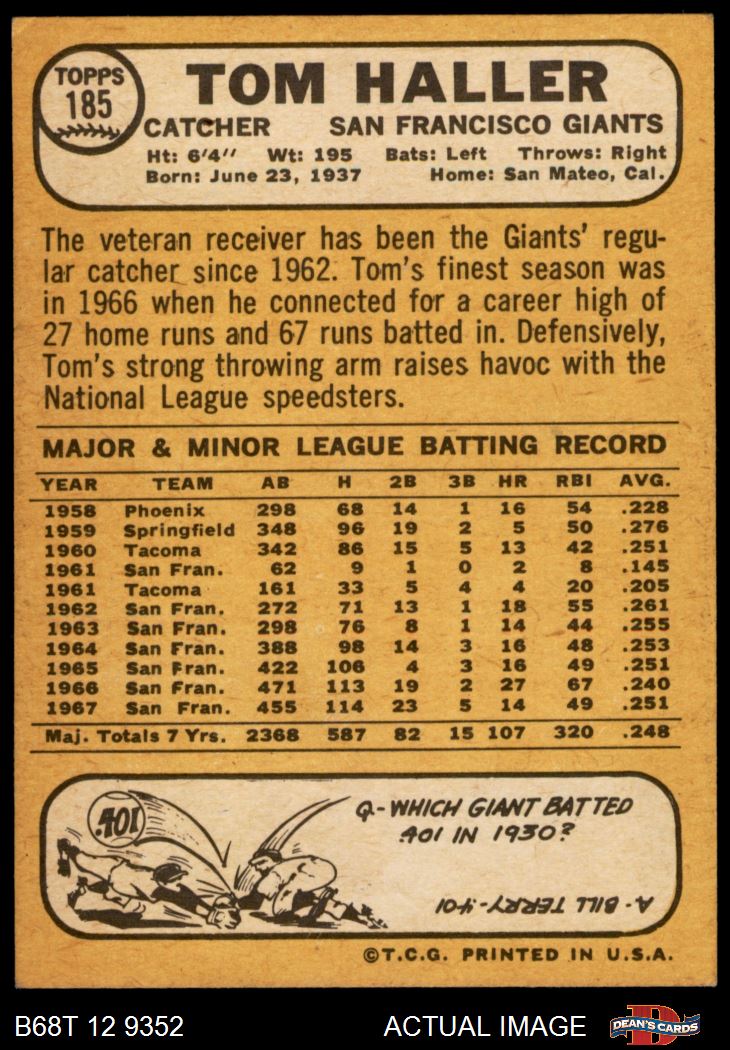 TOPPS
185
TOM HALLER
CATCHER SAN FRANCISCO GIANTS
Ht: 6'4" Wt: 195 Bats: Left Throws: Right
Born: June 23, 1937 Home: San Mateo, Cal.
The veteran receiver has been the Giants' regu-
lar catcher since 1962. Tom's finest season was
in 1966 when he connected for a career high of
27 home runs and 67 runs batted in. Defensively,
Tom's strong throwing arm raises havoc with the
National League speedsters.
MAJOR & MINOR LEAGUE BATTING RECORD
YEAR TEAM AB H 2B 3B HR RBI AVG.
1958 Phoenix 298 68 14 1 16 54 .228
1959 Springfield 348 96 19 2 5 50 .276
1960 Tacoma 342 86 15 5 13 42 .251
1961 San Fran. 62 9 1 0 2 8 .145
1961 Tacoma 161 33 5 4 4 20 .205
1962 San Fran. 272 71 13 1 18 55 .261
1963 San Fran. 298 76 8 1 14 44 .255
1964 San Fran. 388 98 14 3 16 48 .253
1965 San Fran. 422 106 4 3 16 49 .251
1966 San Fran. 471 113 19 2 27 67 .240
1967 San Fran. 455 114 23 5 14 49 .251
Maj. Totals 7 Yrs. 2368 587 82 15 107 320 .248
.401
Q-WHICH GIANT BATTED
.401 IN 1930?
A-BILL TERRY-.401
©T.C.G. PRINTED IN U.S.A.
B68T 12 9352 ACTUAL IMAGE D DEAN'S CARDS